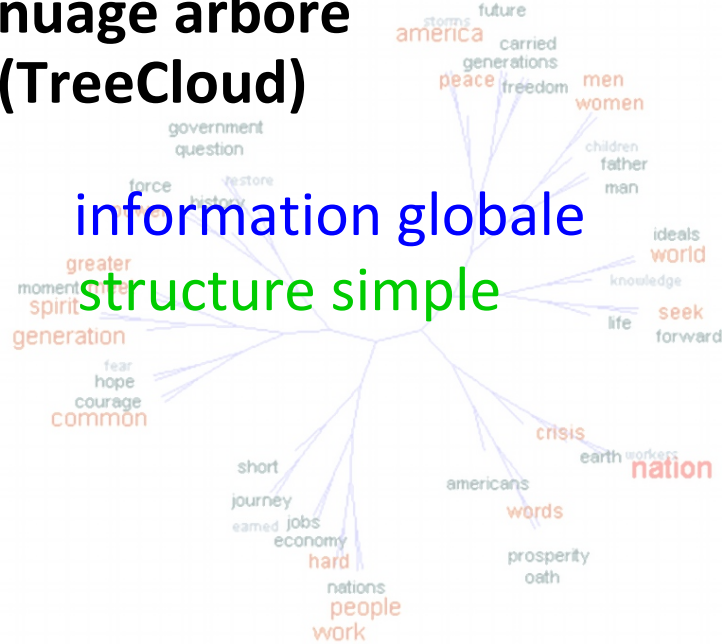 nuage arbore
(TreeCloud)
future
storms
america
carried
generations
peace
freedom
men
women
government
question
children
father
man
force
restore
power
history
information globale
ideals
world
greater
knowledge
moment
structure simple
spirit
seek
life
generation
forward
fear
hope
courage
common
crisis
earth
workers
nation
short
americans
journey
words
earned
jobs
economy
hard
prosperity
oath
nations
people
work